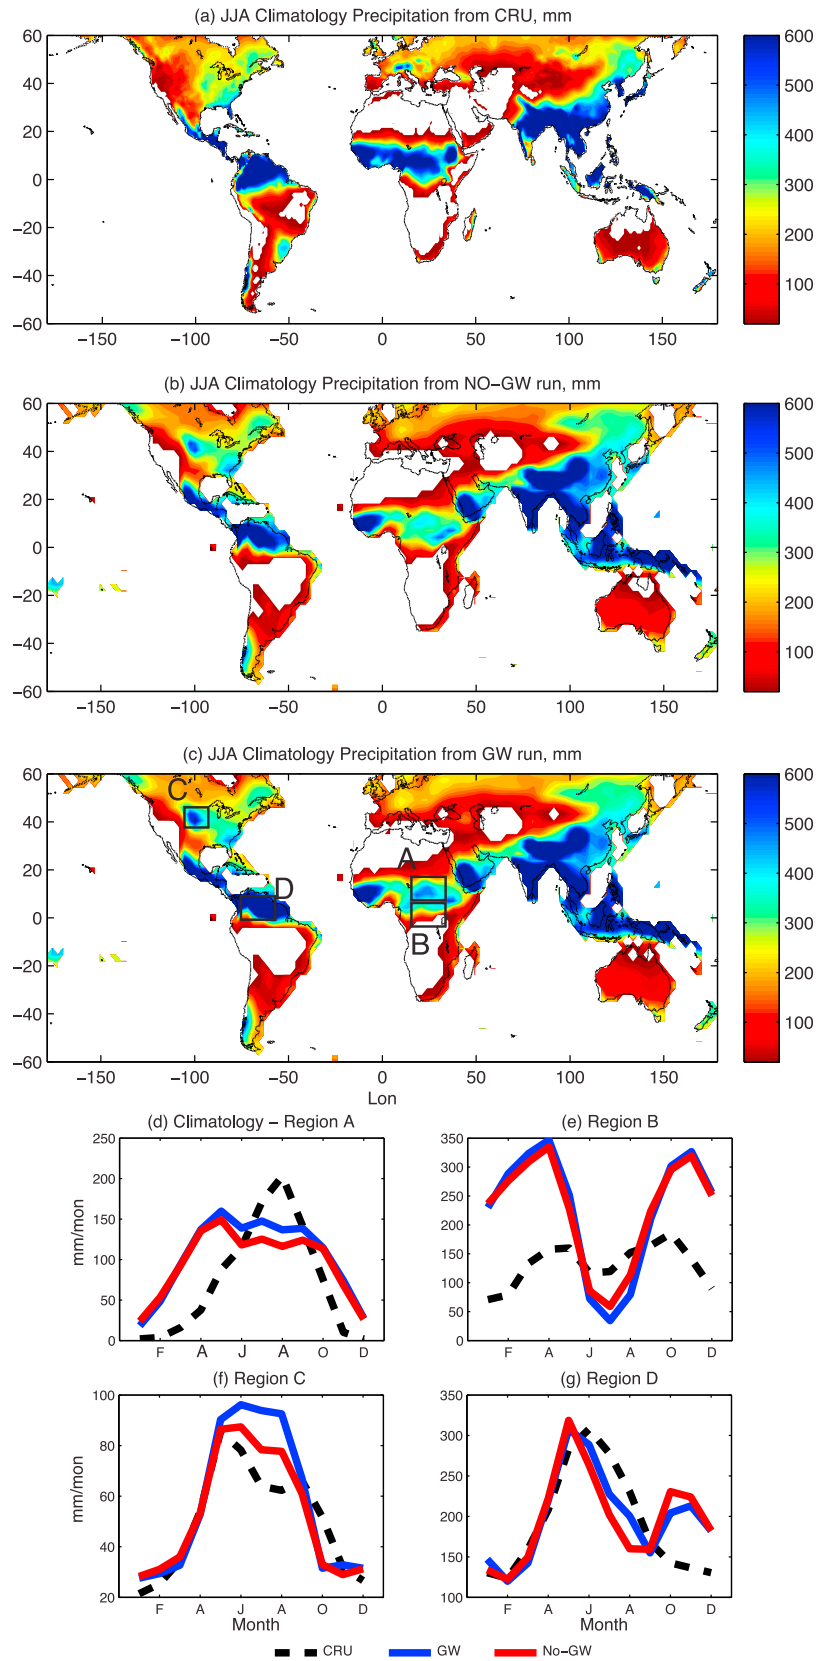 (a) JJA Climatology Precipitation from CRU, mm
60
40
20
0
−20
−40
−60
−150
−100
−50
0
50
100
150
600
500
400
300
200
100
(b) JJA Climatology Precipitation from NO−GW run, mm
60
40
20
0
−20
−40
−60
−150
−100
−50
0
50
100
150
600
500
400
300
200
100
(c) JJA Climatology Precipitation from GW run, mm
60
40
20
0
−20
−40
−60
C
D
A
B
−150
−100
−50
0
50
100
150
Lon
600
500
400
300
200
100
(d) Climatology − Region A
250
200
150
100
50
0
mm/mon
F
A
J
A
O
D
(e) Region B
350
300
250
200
150
100
50
0
F
A
J
A
O
D
(f) Region C
100
80
60
40
20
mm/mon
F
A
J
A
O
D
Month
(g) Region D
350
300
250
200
150
100
F
A
J
A
O
D
Month
CRU
GW
No−GW